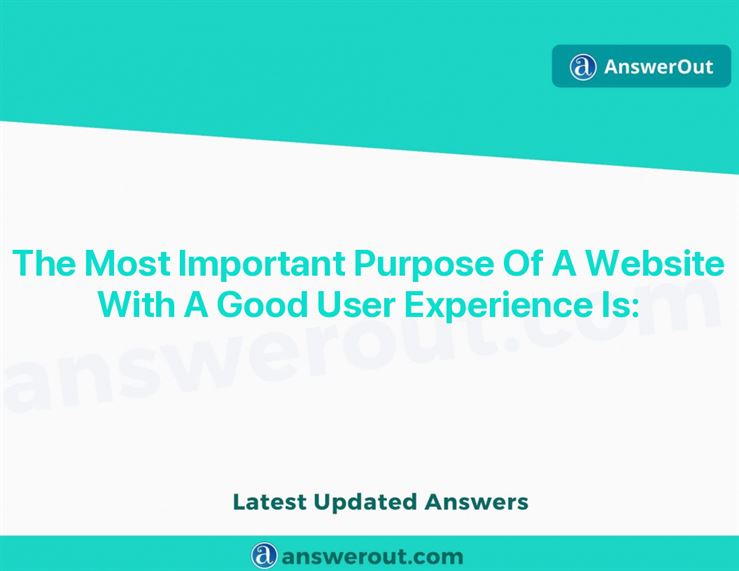 AnswerOut
The Most Important Purpose Of A Website
With A Good User Experience Is:
answerout.com
Latest Updated Answers
answerout.com